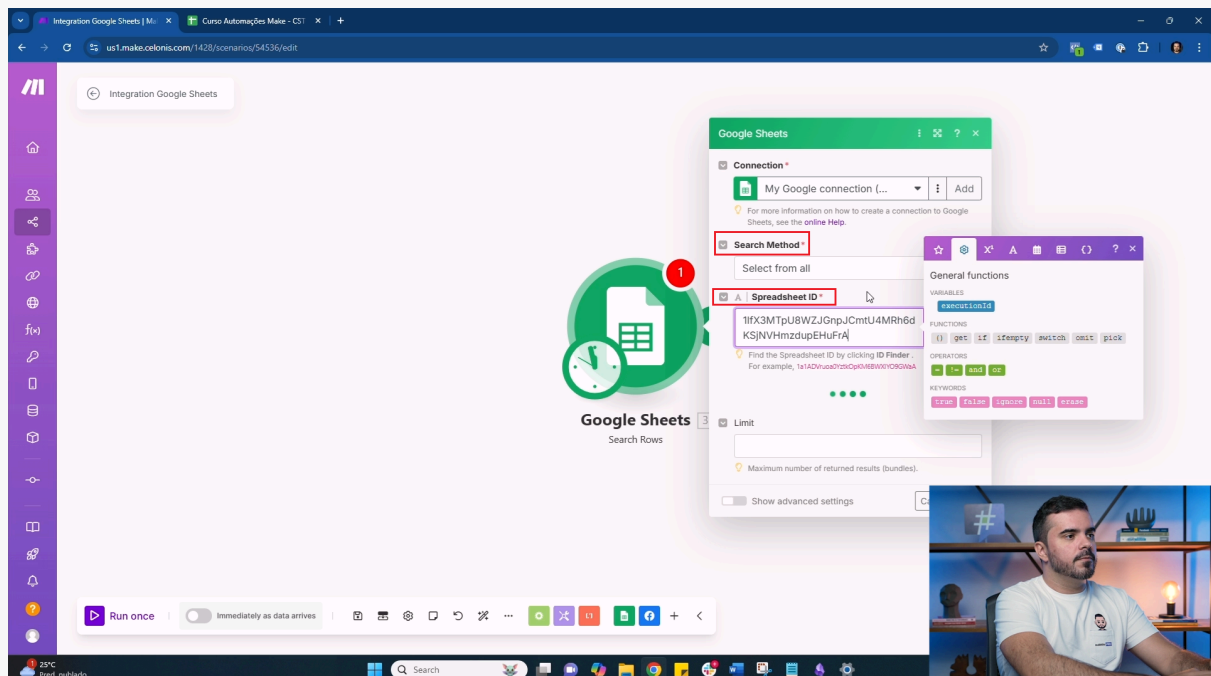 Integration Google Sheets | Ma
Curso Automações Make - CST
us1.make.celonis.com/1428/scenarios/54536/edit
Integration Google Sheets
Google Sheets
Connection *
My Google connection (...
Add
For more information on how to create a connection to Google
Sheets, see the online Help.
Search Method *
Select from all
A | Spreadsheet ID *
1lfX3MTpU8WZJGnpJCmtU4MRh6d
KSjNVHmzdupEHuFrA
Find the Spreadsheet ID by clicking ID Finder .
For example,
Limit
Maximum number of returned results (bundles).
Show advanced settings
General functions
VARIABLES
executionId
FUNCTIONS
() get if ifempty switch omit pick
OPERATORS
= != and or
KEYWORDS
true false ignore null erase
1
Google Sheets 3
Search Rows
Run once
Immediately as data arrives
25°C
Pred. nublado
Search